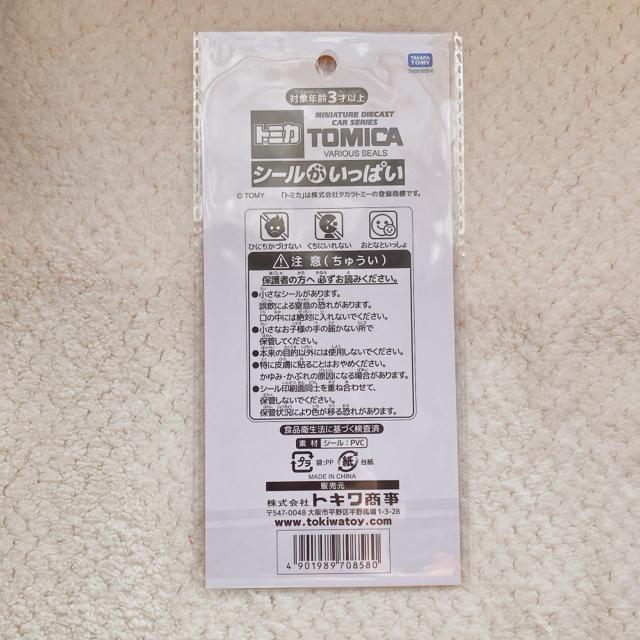 TAKARA TOMY
対象年齢3才以上
MINIATURE DIECAST
CAR SERIES
トミカ TOMICA
VARIOUS SEALS
シール いっぱい
© TOMY 「トミカ」は株式会社タカラトミーの登録商標です。
ひにちかづけない くちにいれない おとなといっしょ
注意(ちゅうい)
保護者の方へ 必ずお読みください。
●小さなシールがあります。
誤飲による窒息の恐れがあります。
口の中には絶対に入れないでください。
●小さなお子様の手の届かない所で
保管してください。
●本来の目的以外には使用しないでください。
●特に皮膚に貼ることはおやめください。
かゆみ・かぶれの原因になる場合があります。
●シール印刷面同士を重ね合わせて、
保管しないでください。
保管状況により色が移る恐れがあります。
食品衛生法に基づく検査済
素材 シール:PVC
プラ 袋:PP 紙 台紙
MADE IN CHINA
販売元
株式会社 トキワ商事
〒547-0048 大阪市平野区平野馬場1-3-28
www.tokiwatoy.com
4 901989 708580